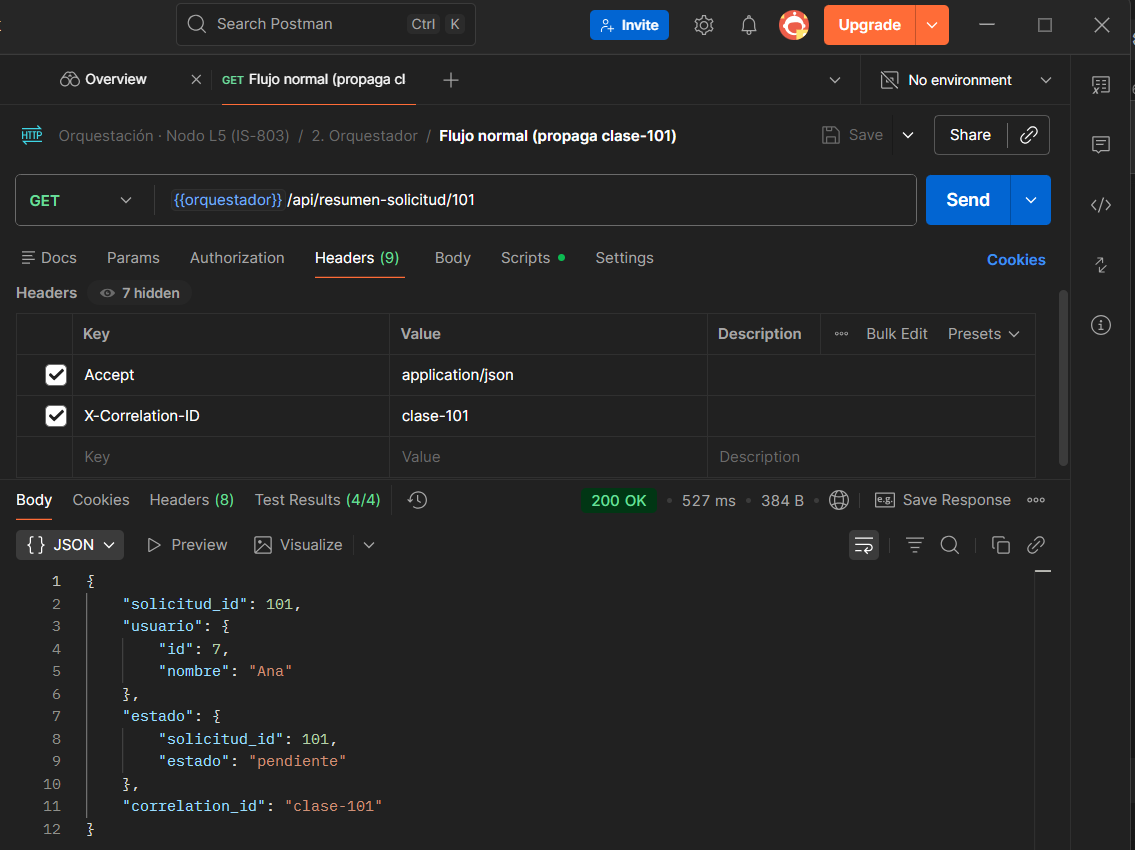 Search Postman Ctrl K Invite Upgrade
Overview GET Flujo normal (propaga cl No environment
HTTP Orquestación · Nodo L5 (IS-803) / 2. Orquestador / Flujo normal (propaga clase-101) Save Share
GET {{orquestador}} /api/resumen-solicitud/101 Send
Docs Params Authorization Headers (9) Body Scripts Settings Cookies
Headers 7 hidden
Key Value Description Bulk Edit Presets
Accept application/json
X-Correlation-ID clase-101
Key Value Description
Body Cookies Headers (8) Test Results (4/4) 200 OK 527 ms 384 B e.g. Save Response
{} JSON Preview Visualize
1 {
2 "solicitud_id": 101,
3 "usuario": {
4 "id": 7,
5 "nombre": "Ana"
6 },
7 "estado": {
8 "solicitud_id": 101,
9 "estado": "pendiente"
10 },
11 "correlation_id": "clase-101"
12 }